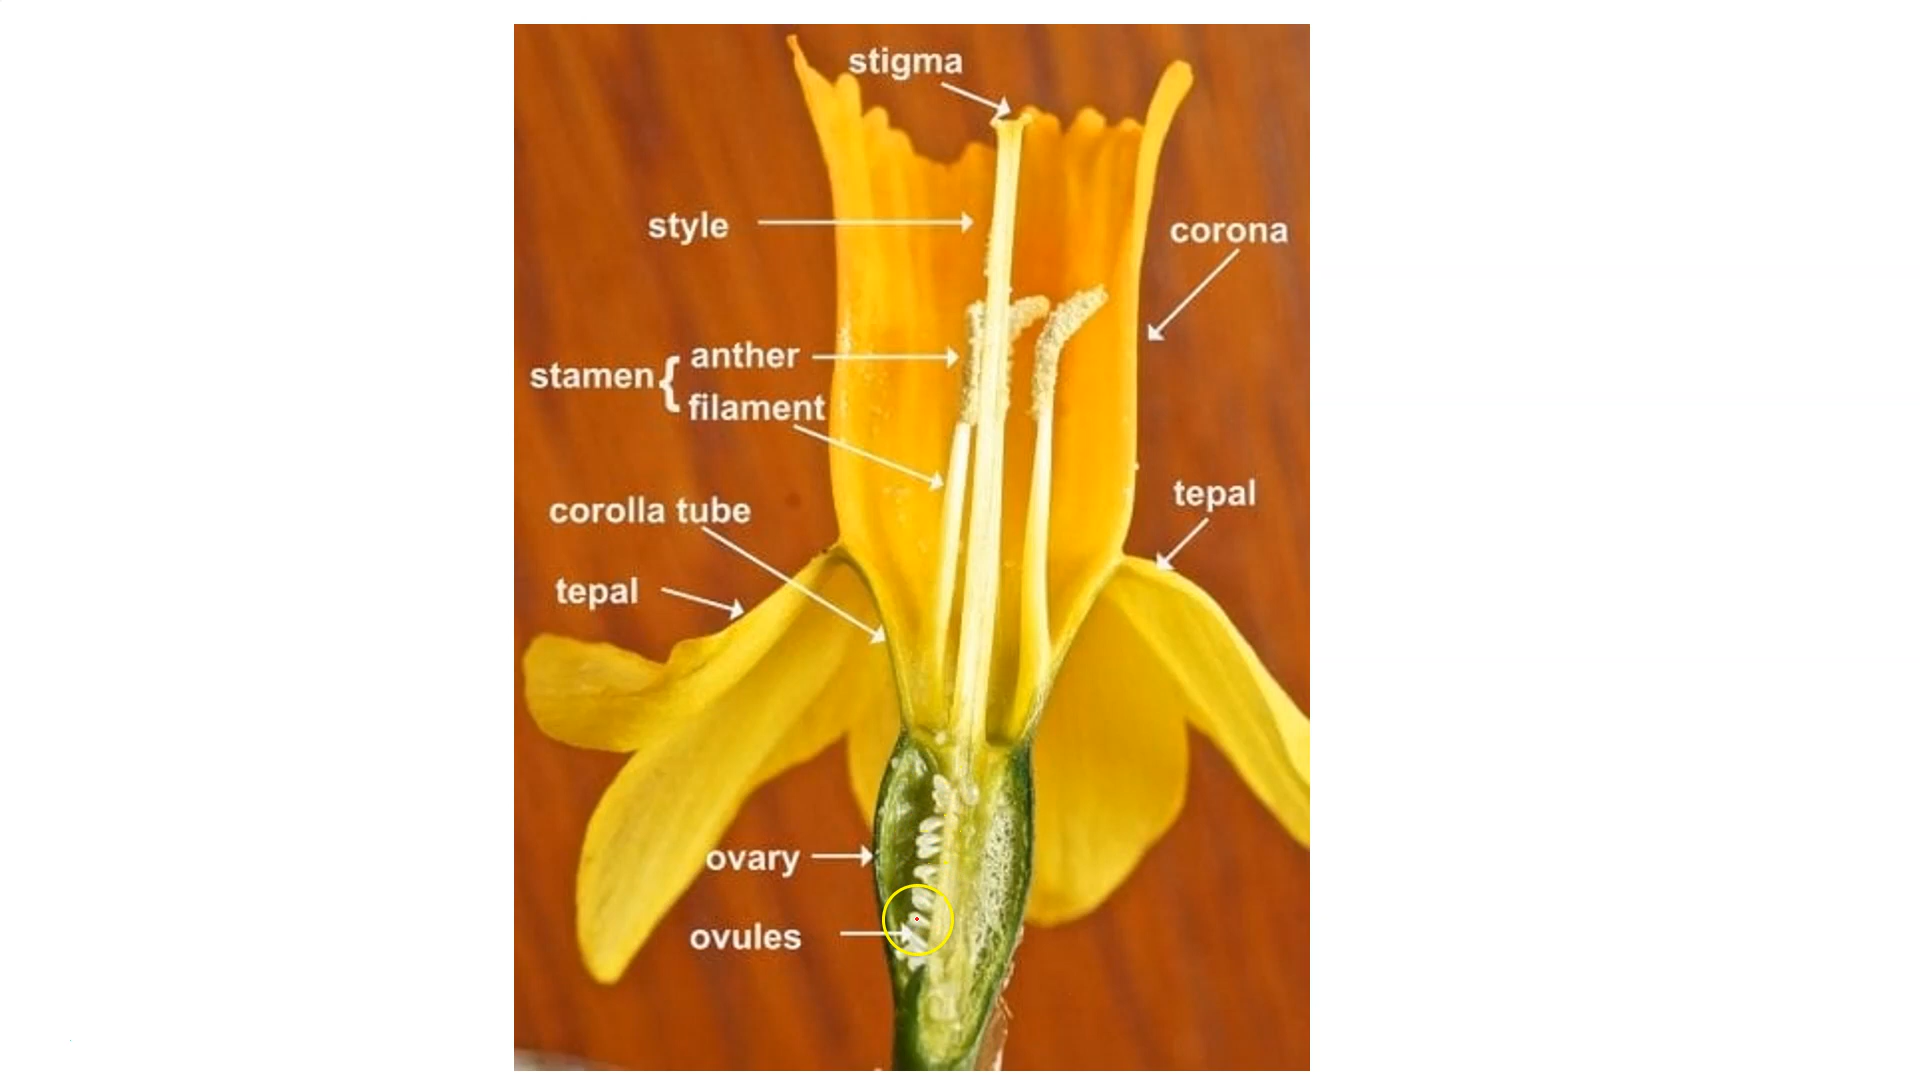 stigma
style
corona
stamen { anther
filament
corolla tube
tepal
tepal
ovary
ovules